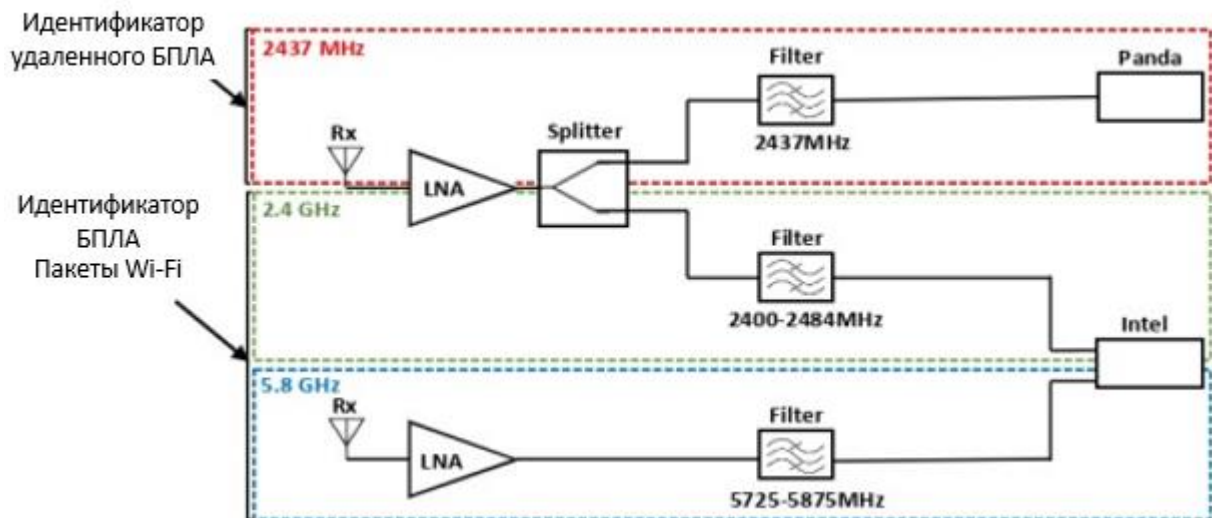 Идентификатор
удаленного БПЛА
2437 MHz
Filter
Panda
Rx
Splitter
2437MHz
LNA
Идентификатор
БПЛА
Пакеты Wi-Fi
2.4 GHz
Filter
2400-2484MHz
Intel
5.8 GHz
Rx
Filter
LNA
5725-5875MHz